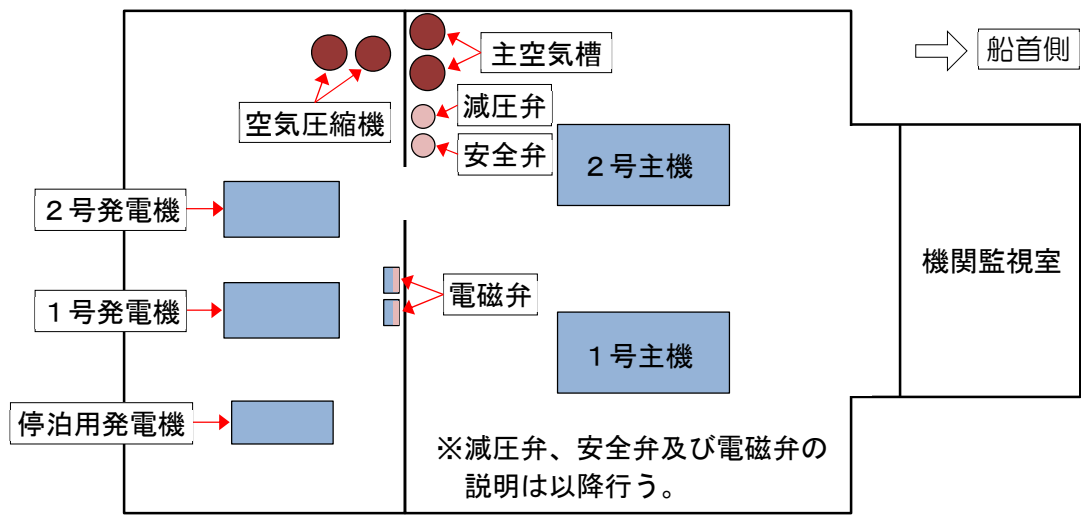 主空気槽
船首側
減圧弁
空気圧縮機
安全弁
２号主機
２号発電機
機関監視室
電磁弁
１号発電機
１号主機
停泊用発電機
※減圧弁、安全弁及び電磁弁の
説明は以降行う。